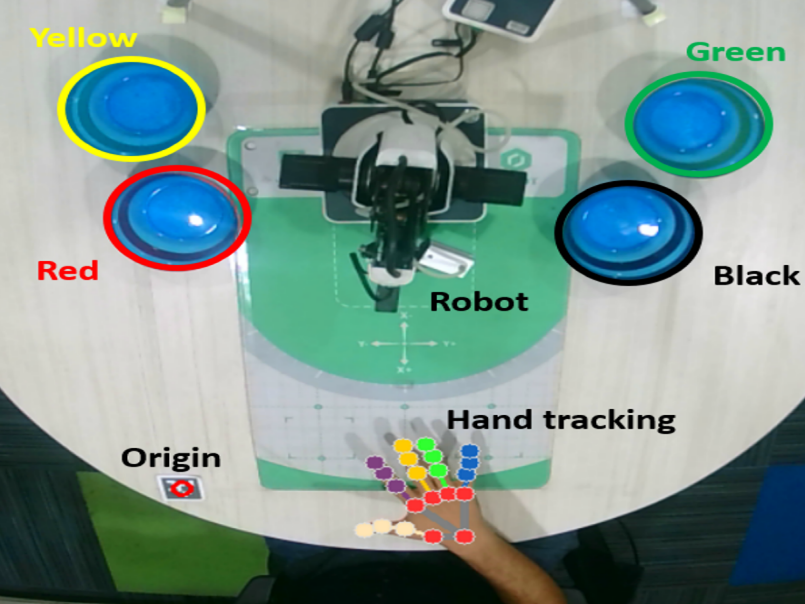 Yellow
Green
Red
Black
Robot
X-
Y-
Y+
X+
Hand tracking
Origin